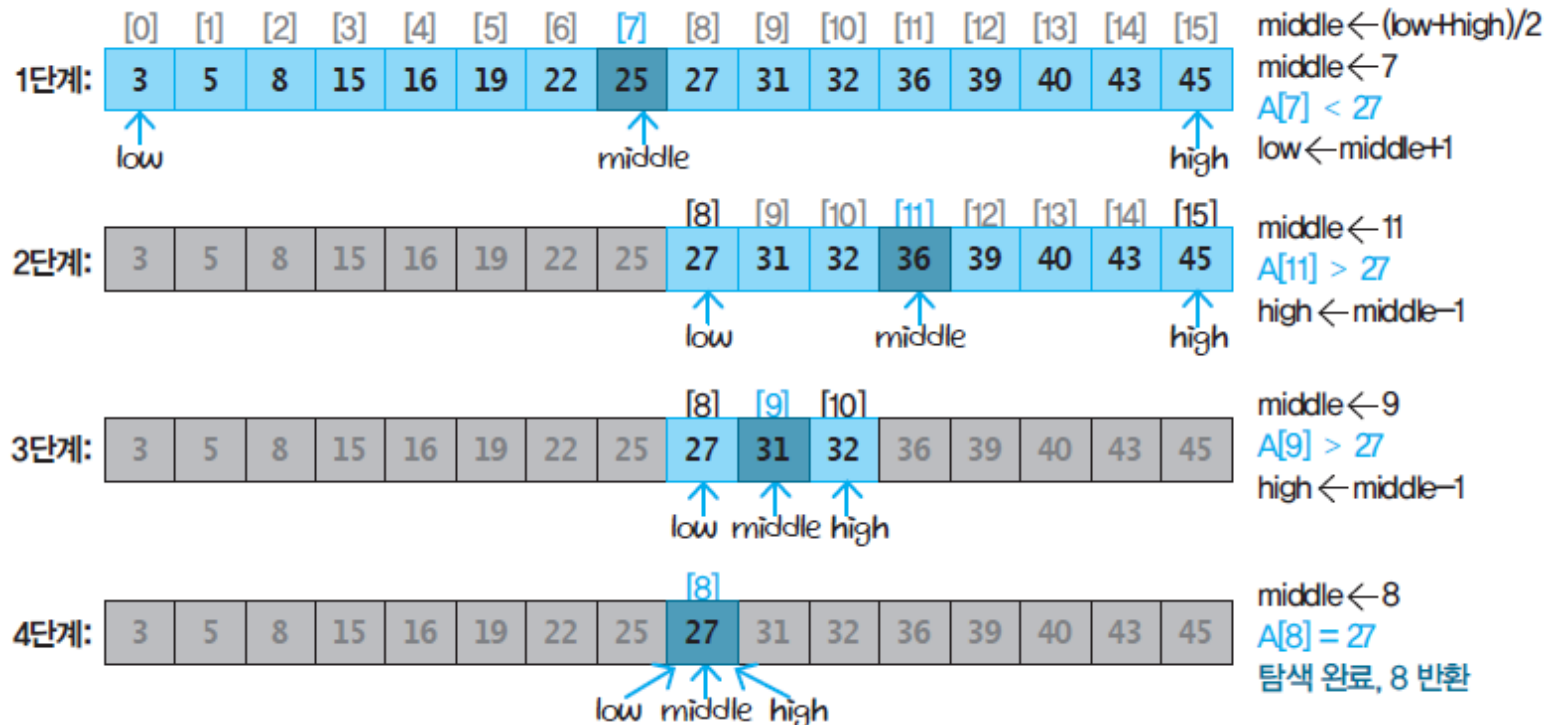 [0] [1] [2] [3] [4] [5] [6] [7] [8] [9] [10] [11] [12] [13] [14] [15]
middle←(low+high)/2
1단계: 3 5 8 15 16 19 22 25 27 31 32 36 39 40 43 45
middle←7
A[7] < 27
low middle high
low←middle+1
[8] [9] [10] [11] [12] [13] [14] [15]
middle←11
2단계: 3 5 8 15 16 19 22 25 27 31 32 36 39 40 43 45
A[11] > 27
high←middle−1
low middle high
[8] [9] [10]
middle←9
3단계: 3 5 8 15 16 19 22 25 27 31 32 36 39 40 43 45
A[9] > 27
high←middle−1
low middle high
[8]
middle←8
4단계: 3 5 8 15 16 19 22 25 27 31 32 36 39 40 43 45
A[8] = 27
탐색 완료, 8 반환
low middle high